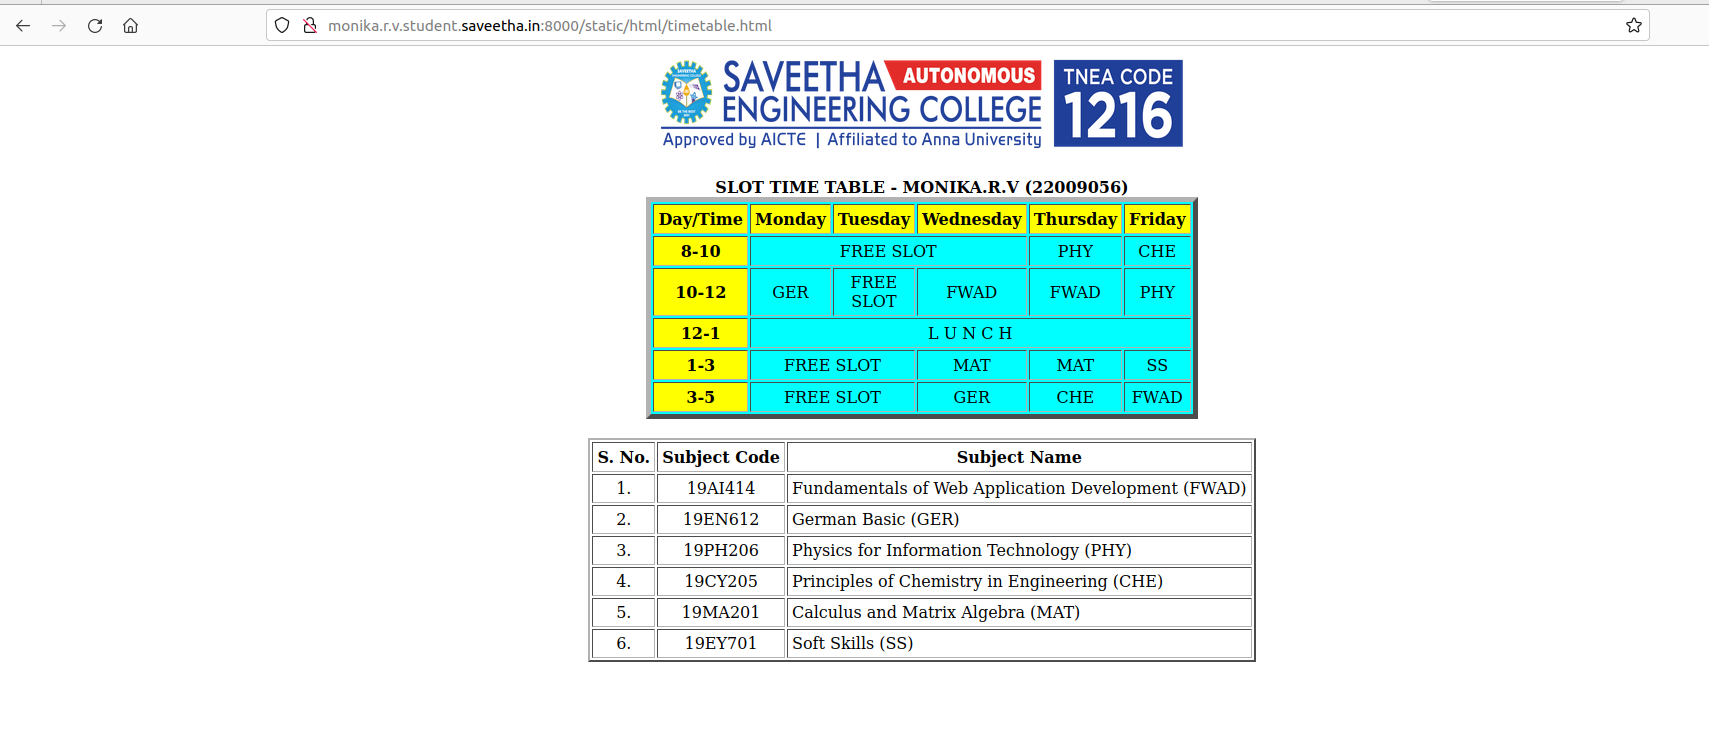 monika.r.v.student.saveetha.in:8000/static/html/timetable.html
SAVEETHA AUTONOMOUS
ENGINEERING COLLEGE
Approved by AICTE | Affiliated to Anna University
TNEA CODE
1216
SLOT TIME TABLE - MONIKA.R.V (22009056)
Day/Time Monday Tuesday Wednesday Thursday Friday
8-10 FREE SLOT PHY CHE
10-12 GER FREE SLOT FWAD FWAD PHY
12-1 L U N C H
1-3 FREE SLOT MAT MAT SS
3-5 FREE SLOT GER CHE FWAD
S. No. Subject Code Subject Name
1. 19AI414 Fundamentals of Web Application Development (FWAD)
2. 19EN612 German Basic (GER)
3. 19PH206 Physics for Information Technology (PHY)
4. 19CY205 Principles of Chemistry in Engineering (CHE)
5. 19MA201 Calculus and Matrix Algebra (MAT)
6. 19EY701 Soft Skills (SS)